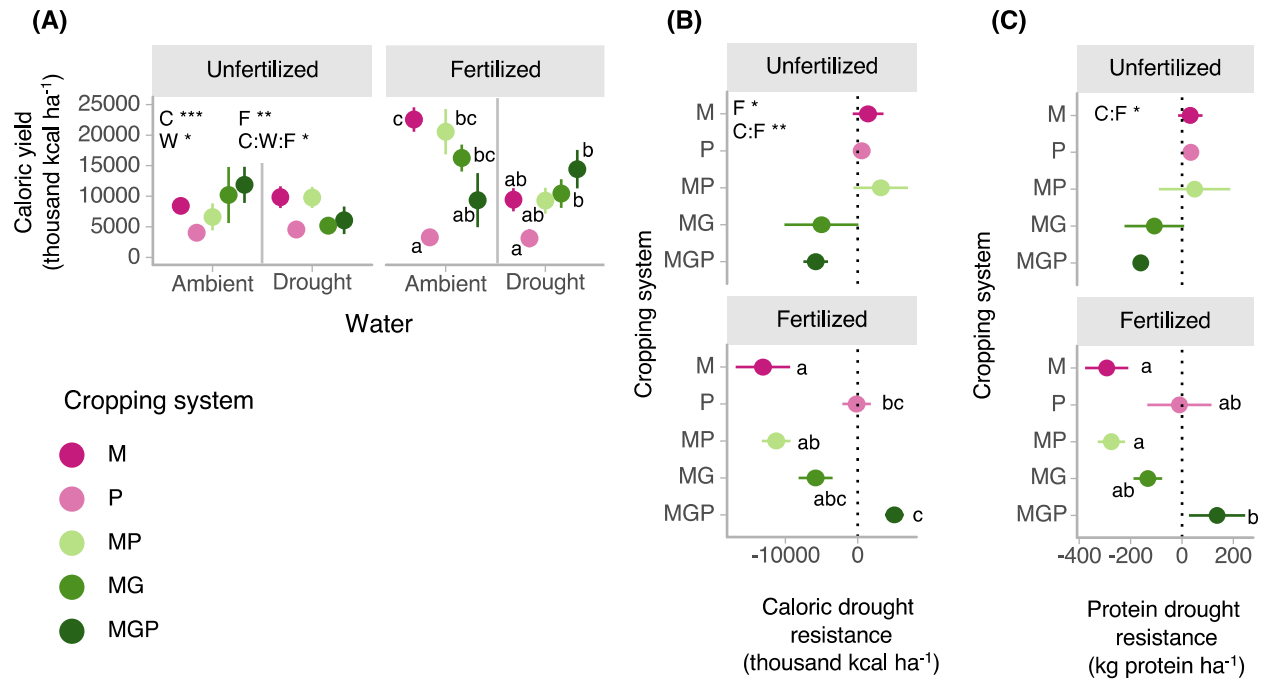 (A)
Unfertilized
Fertilized
Caloric yield
(thousand kcal ha⁻¹)
25000
20000
15000
10000
5000
0
C *** F **
W * C:W:F *
c
bc
bc
ab
a
ab
ab
a
b
b
Ambient
Drought
Ambient
Drought
Water
Cropping system
M
P
MP
MG
MGP
(B)
Unfertilized
Cropping system
M
P
MP
MG
MGP
F *
C:F **
Fertilized
M
a
P
bc
MP
ab
MG
abc
MGP
c
-10000
0
Caloric drought
resistance
(thousand kcal ha⁻¹)
(C)
Unfertilized
Cropping system
M
P
MP
MG
MGP
C:F *
Fertilized
M
a
P
ab
MP
a
MG
ab
MGP
b
-400
-200
0
200
Protein drought
resistance
(kg protein ha⁻¹)